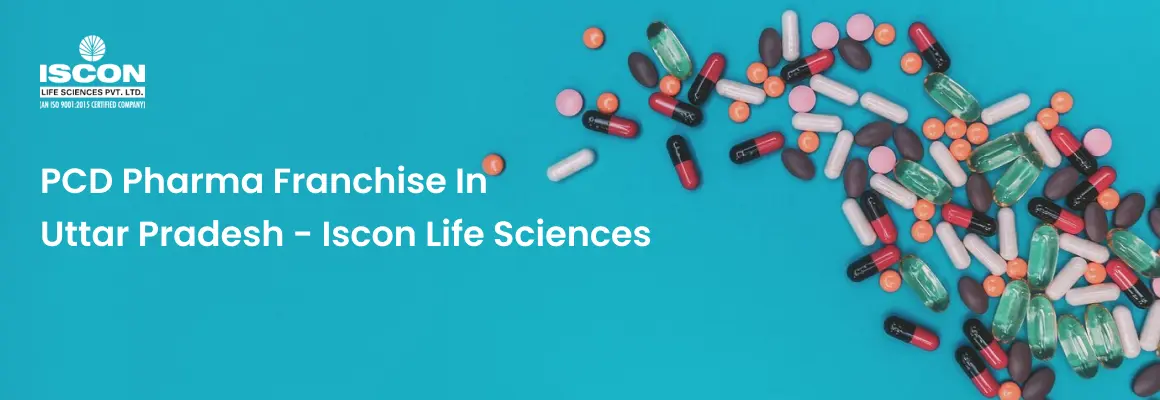 ISCON
LIFE SCIENCES PVT. LTD.
(AN ISO 9001:2015 CERTIFIED COMPANY)
PCD Pharma Franchise In
Uttar Pradesh - Iscon Life Sciences